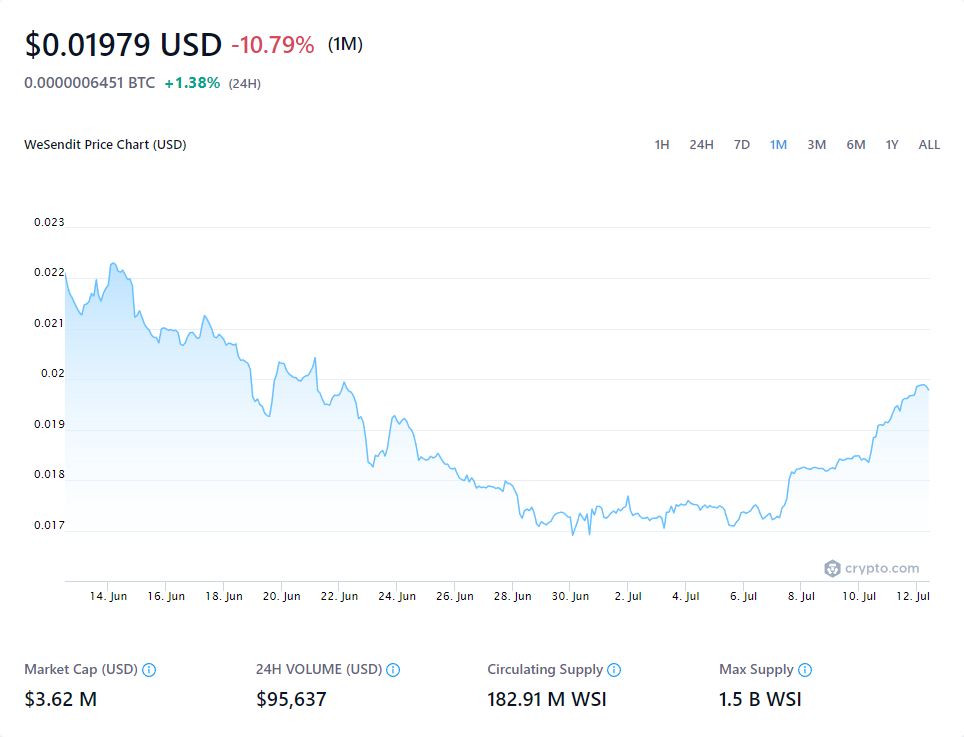 $0.01979 USD -10.79% (1M)
0.0000006451 BTC +1.38% (24H)
WeSendit Price Chart (USD) 1H 24H 7D 1M 3M 6M 1Y ALL
0.023
0.022
0.021
0.02
0.019
0.018
0.017
crypto.com
14. Jun 16. Jun 18. Jun 20. Jun 22. Jun 24. Jun 26. Jun 28. Jun 30. Jun 2. Jul 4. Jul 6. Jul 8. Jul 10. Jul 12. Jul
Market Cap (USD) 24H VOLUME (USD) Circulating Supply Max Supply
$3.62 M $95,637 182.91 M WSI 1.5 B WSI